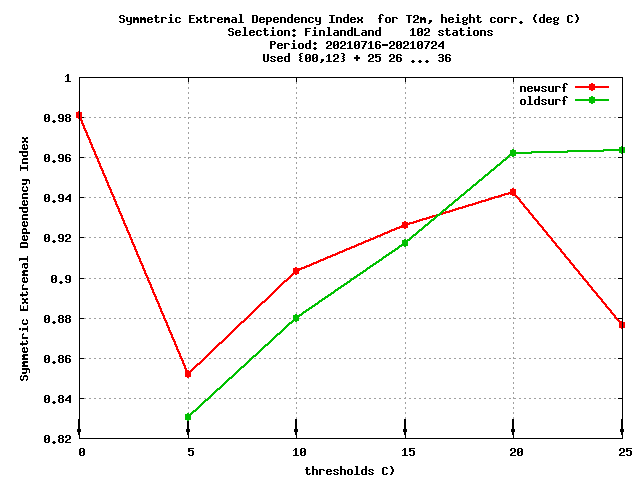 Symmetric Extremal Dependency Index  for T2m, height corr. (deg C)
Selection: FinlandLand    102 stations
Period: 20210716-20210724
Used {00,12} + 25 26 ... 36
newsurf
oldsurf
Symmetric Extremal Dependency Index
1
0.98
0.96
0.94
0.92
0.9
0.88
0.86
0.84
0.82
0 5 10 15 20 25
thresholds C)